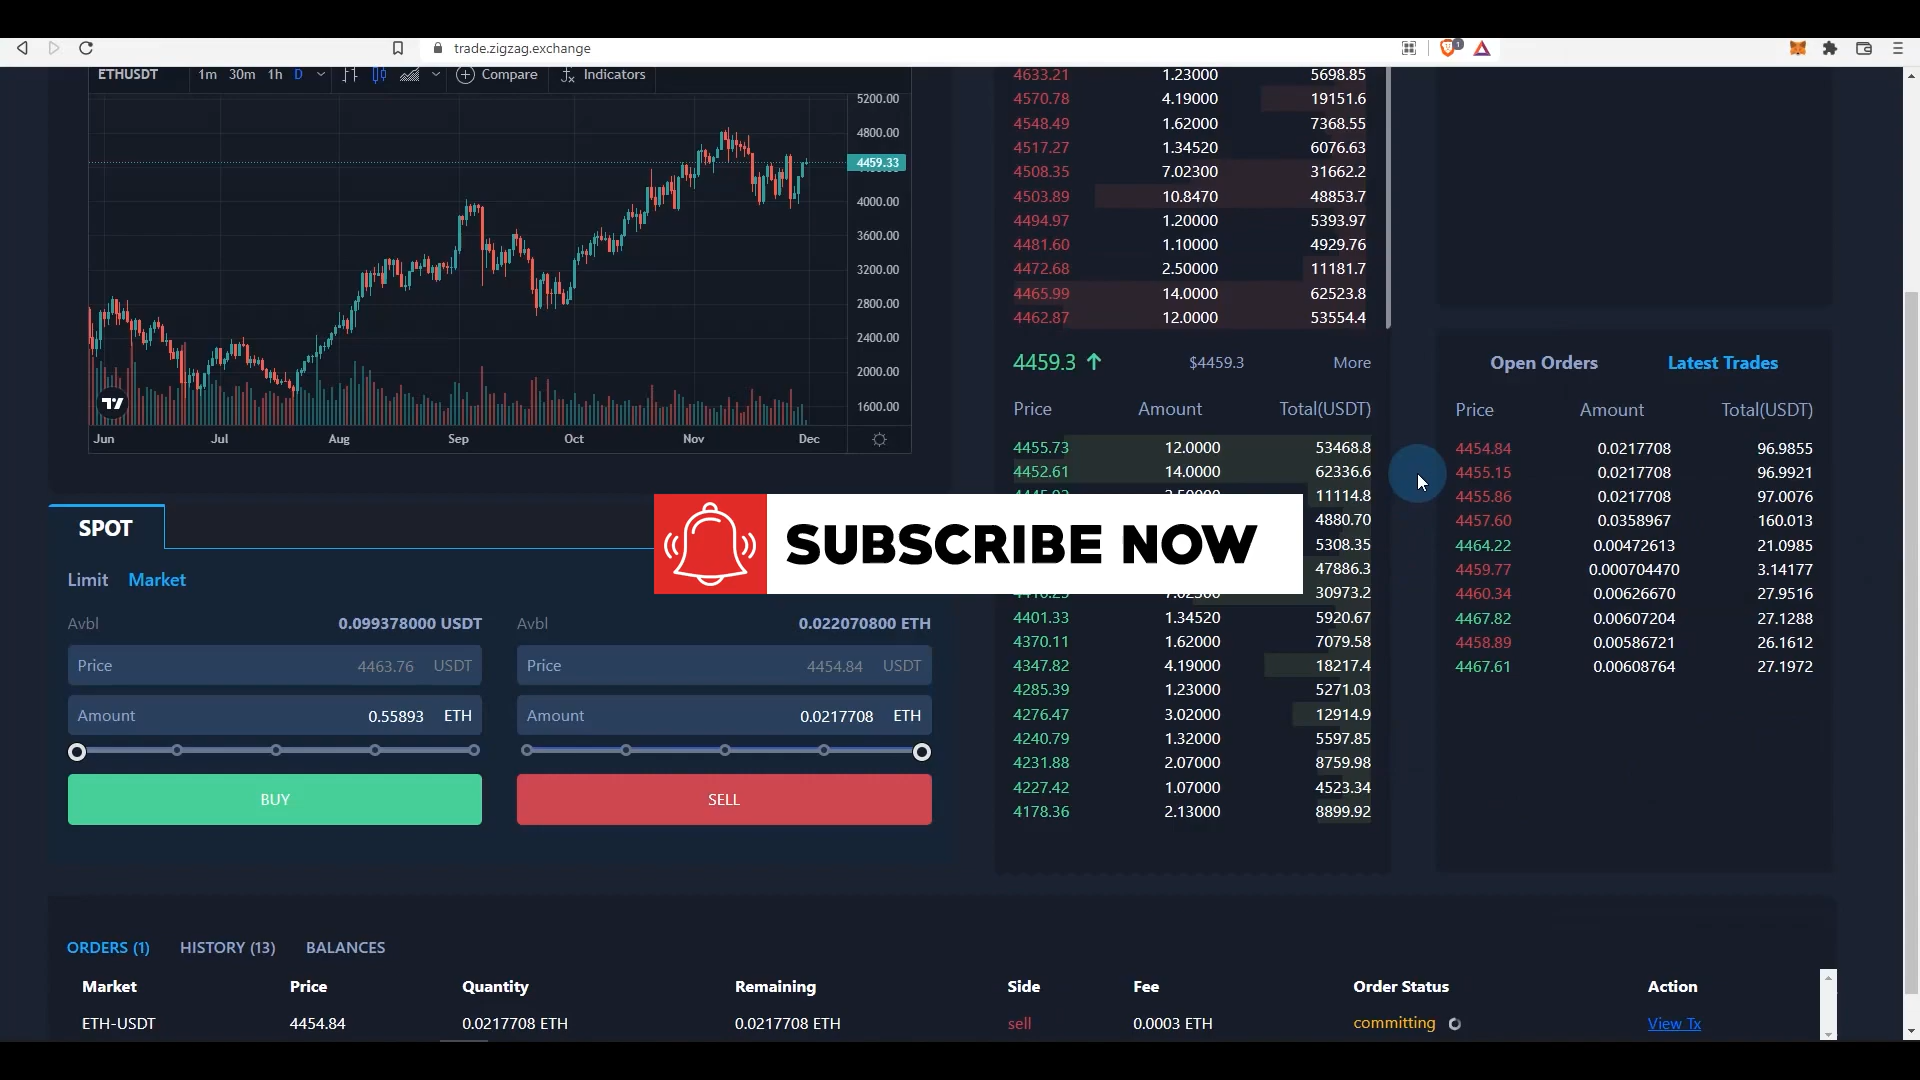 trade.zigzag.exchange
1
ETHUSDT 1m 30m 1h D Compare Indicators
5200.00
4800.00
4459.33
4000.00
3600.00
3200.00
2800.00
2400.00
2000.00
1600.00
Jun Jul Aug Sep Oct Nov Dec
4633.21 1.23000 5698.85
4570.78 4.19000 19151.6
4548.49 1.62000 7368.55
4517.27 1.34520 6076.63
4508.35 7.02300 31662.2
4503.89 10.8470 48853.7
4494.97 1.20000 5393.97
4481.60 1.10000 4929.76
4472.68 2.50000 11181.7
4465.99 14.0000 62523.8
4462.87 12.0000 53554.4
4459.3 $4459.3 More
Price Amount Total(USDT)
4455.73 12.0000 53468.8
4452.61 14.0000 62336.6
11114.8
4880.70
5308.35
47886.3
30973.2
4401.33 1.34520 5920.67
4370.11 1.62000 7079.58
4347.82 4.19000 18217.4
4285.39 1.23000 5271.03
4276.47 3.02000 12914.9
4240.79 1.32000 5597.85
4231.88 2.07000 8759.98
4227.42 1.07000 4523.34
4178.36 2.13000 8899.92
Open Orders Latest Trades
Price Amount Total(USDT)
4454.84 0.0217708 96.9855
4455.15 0.0217708 96.9921
4455.86 0.0217708 97.0076
4457.60 0.0358967 160.013
4464.22 0.00472613 21.0985
4459.77 0.000704470 3.14177
4460.34 0.00626670 27.9516
4467.82 0.00607204 27.1288
4458.89 0.00586721 26.1612
4467.61 0.00608764 27.1972
SUBSCRIBE NOW
SPOT
Limit Market
Avbl 0.099378000 USDT Avbl 0.022070800 ETH
Price 4463.76 USDT Price 4454.84 USDT
Amount 0.55893 ETH Amount 0.0217708 ETH
BUY SELL
ORDERS (1) HISTORY (13) BALANCES
Market Price Quantity Remaining Side Fee Order Status Action
ETH-USDT 4454.84 0.0217708 ETH 0.0217708 ETH sell 0.0003 ETH committing View Tx